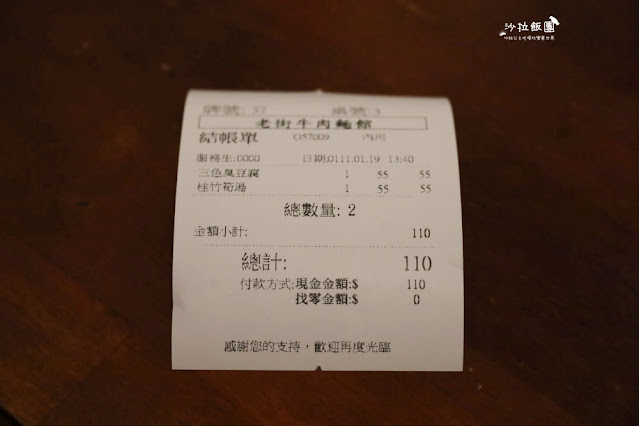 沙拉飯團
牌號: 37 桌號: 3
老街牛肉麵館
結帳單 O57009 內用
服務生:0000 日期:0111.01.19 13:40
三色臭豆腐 1 55 55
桂竹筍湯 1 55 55
總數量: 2
金額小計: 110
總計: 110
付款方式:現金金額:$ 110
找零金額:$ 0
感謝您的支持，歡迎再度光臨